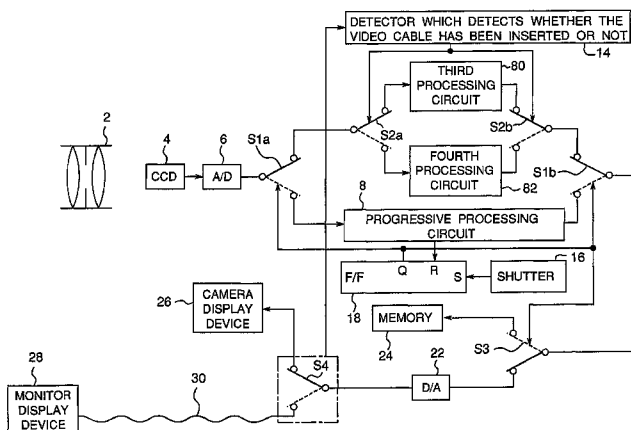 DETECTOR WHICH DETECTS WHETHER THE
VIDEO CABLE HAS BEEN INSERTED OR NOT
14
THIRD
PROCESSING
CIRCUIT
80
S2a
S2b
FOURTH
PROCESSING
CIRCUIT
82
2
4
CCD
6
A/D
S1a
S1b
8
PROGRESSIVE PROCESSING
CIRCUIT
Q
R
S
F/F
18
SHUTTER
16
26
CAMERA
DISPLAY
DEVICE
MEMORY
24
S3
22
D/A
S4
28
MONITOR
DISPLAY
DEVICE
30